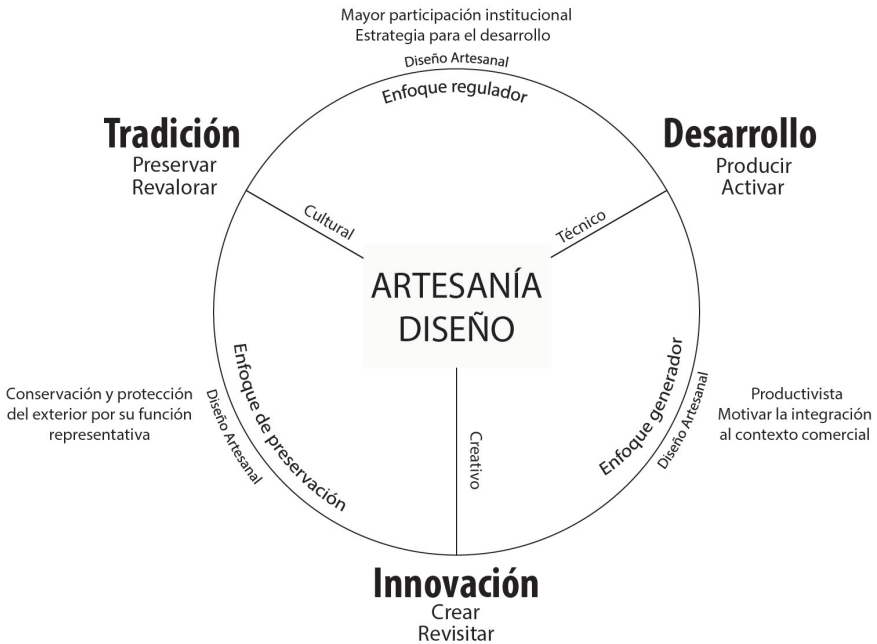 Mayor participación institucional
Estrategia para el desarrollo
Diseño Artesanal
Enfoque regulador
Tradición
Preservar
Revalorar
Desarrollo
Producir
Activar
Cultural
Técnico
ARTESANÍA
DISEÑO
Conservación y protección
del exterior por su función
representativa
Diseño Artesanal
Enfoque de preservación
Creativo
Enfoque generador
Diseño Artesanal
Productivista
Motivar la integración
al contexto comercial
Innovación
Crear
Revisitar